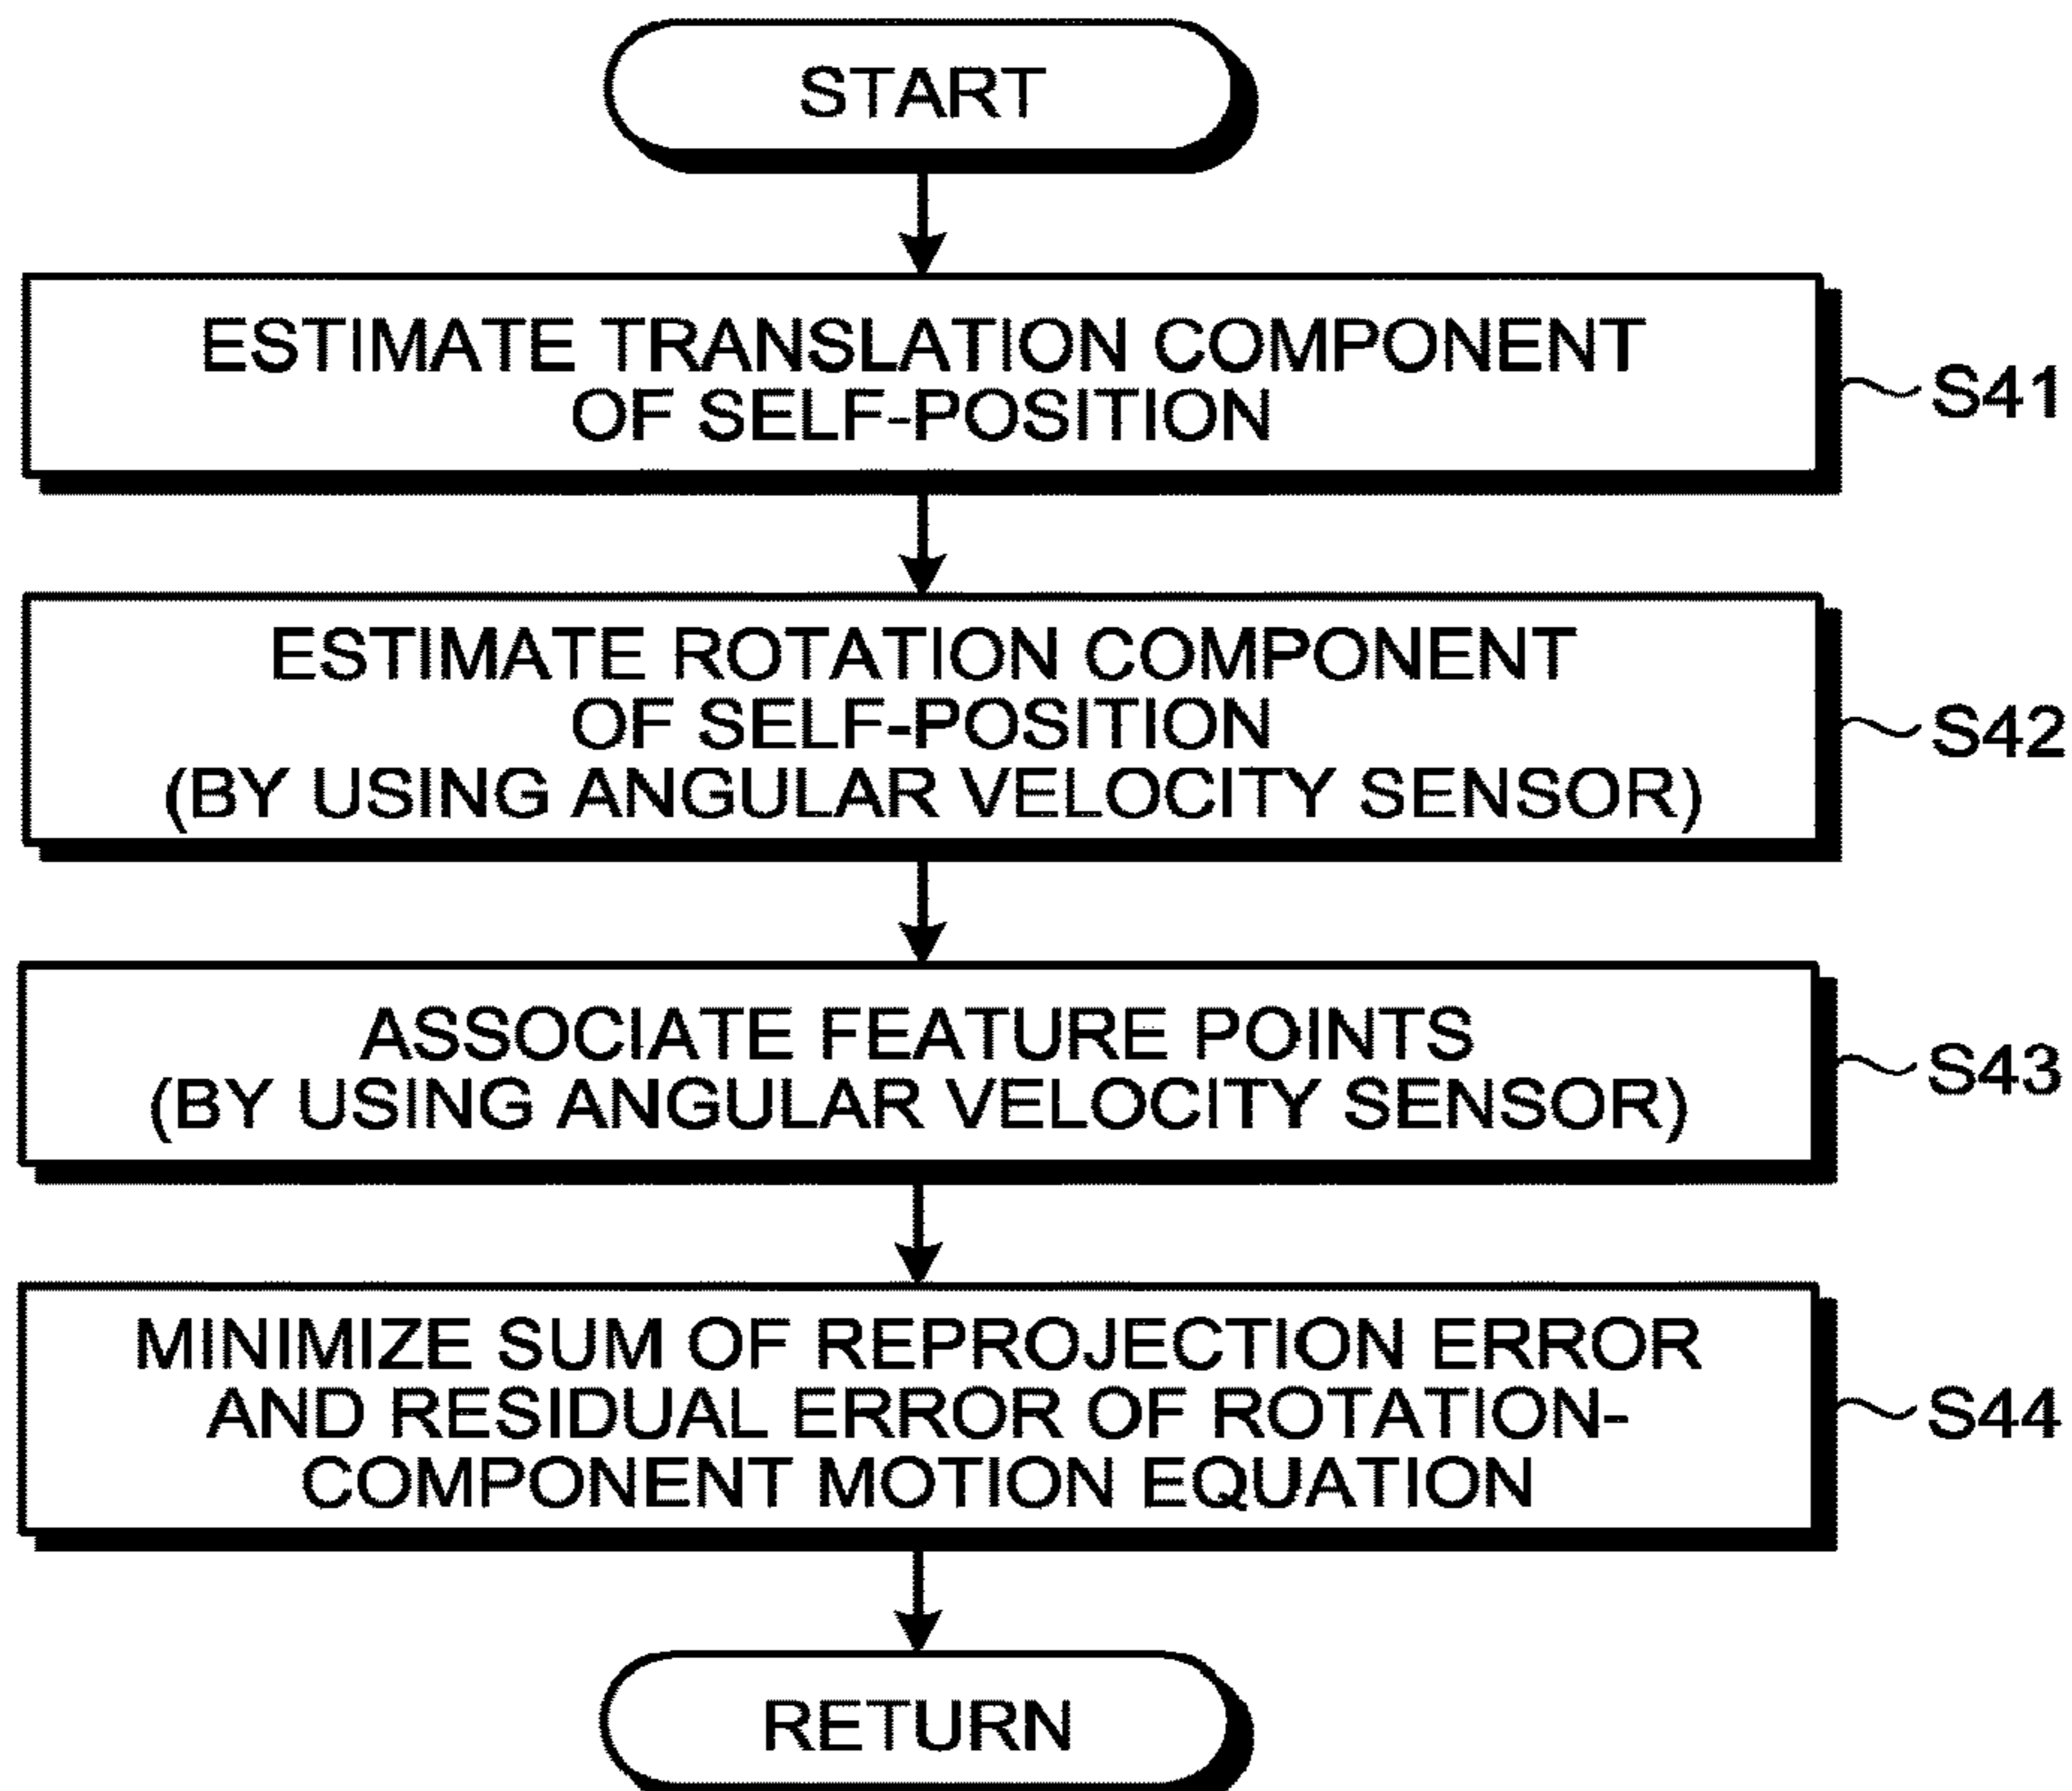 START
ESTIMATE TRANSLATION COMPONENT
OF SELF-POSITION
S41
ESTIMATE ROTATION COMPONENT
OF SELF-POSITION
(BY USING ANGULAR VELOCITY SENSOR)
S42
ASSOCIATE FEATURE POINTS
(BY USING ANGULAR VELOCITY SENSOR)
S43
MINIMIZE SUM OF REPROJECTION ERROR
AND RESIDUAL ERROR OF ROTATION-
COMPONENT MOTION EQUATION
S44
RETURN